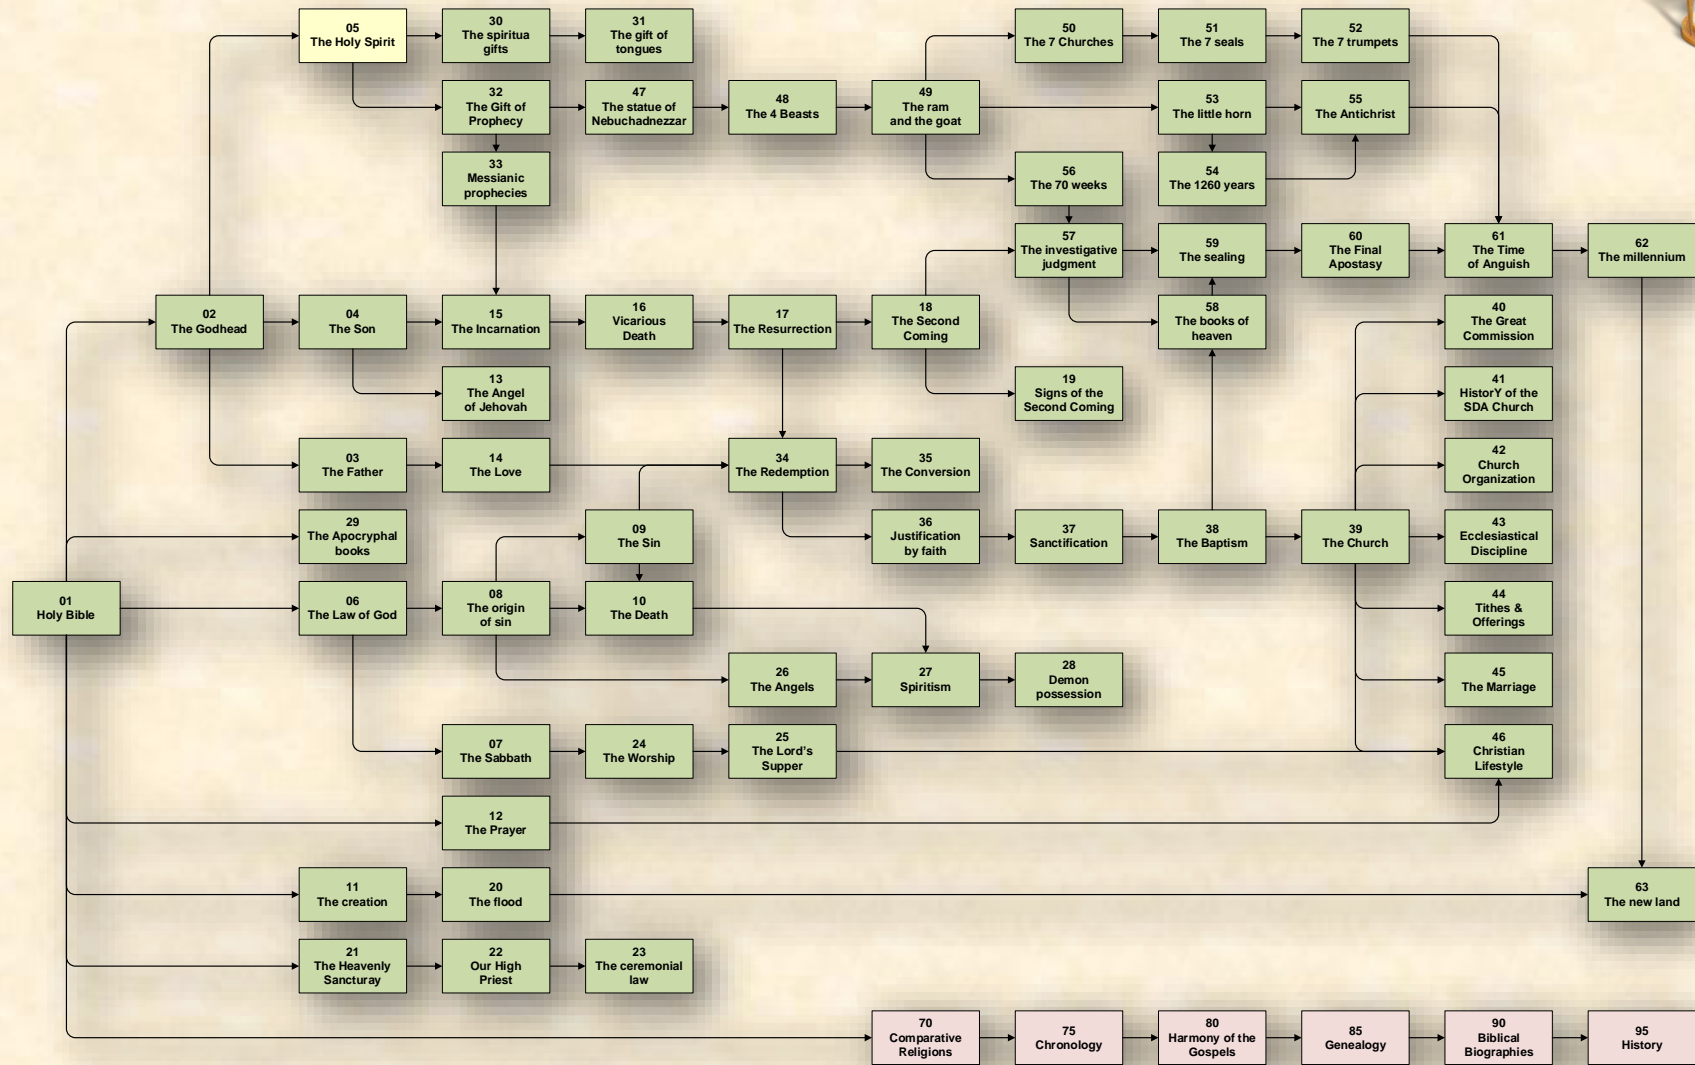 05
The Holy Spirit
30
The spiritua
gifts
31
The gift of
tongues
50
The 7 Churches
51
The 7 seals
52
The 7 trumpets
32
The Gift of
Prophecy
47
The statue of
Nebuchadnezzar
48
The 4 Beasts
49
The ram
and the goat
53
The little horn
55
The Antichrist
33
Messianic
prophecies
56
The 70 weeks
54
The 1260 years
57
The investigative
judgment
59
The sealing
60
The Final
Apostasy
61
The Time
of Anguish
62
The millennium
02
The Godhead
04
The Son
15
The Incarnation
16
Vicarious
Death
17
The Resurrection
18
The Second
Coming
58
The books of
heaven
40
The Great
Commission
13
The Angel
of Jehovah
19
Signs of the
Second Coming
41
HistorY of the
SDA Church
03
The Father
14
The Love
34
The Redemption
35
The Conversion
42
Church
Organization
29
The Apocryphal
books
09
The Sin
36
Justification
by faith
37
Sanctification
38
The Baptism
39
The Church
43
Ecclesiastical
Discipline
01
Holy Bible
06
The Law of God
08
The origin
of sin
10
The Death
44
Tithes &
Offerings
26
The Angels
27
Spiritism
28
Demon
possession
45
The Marriage
07
The Sabbath
24
The Worship
25
The Lord's
Supper
46
Christian
Lifestyle
12
The Prayer
11
The creation
20
The flood
63
The new land
21
The Heavenly
Sancturay
22
Our High
Priest
23
The ceremonial
law
70
Comparative
Religions
75
Chronology
80
Harmony of the
Gospels
85
Genealogy
90
Biblical
Biographies
95
History